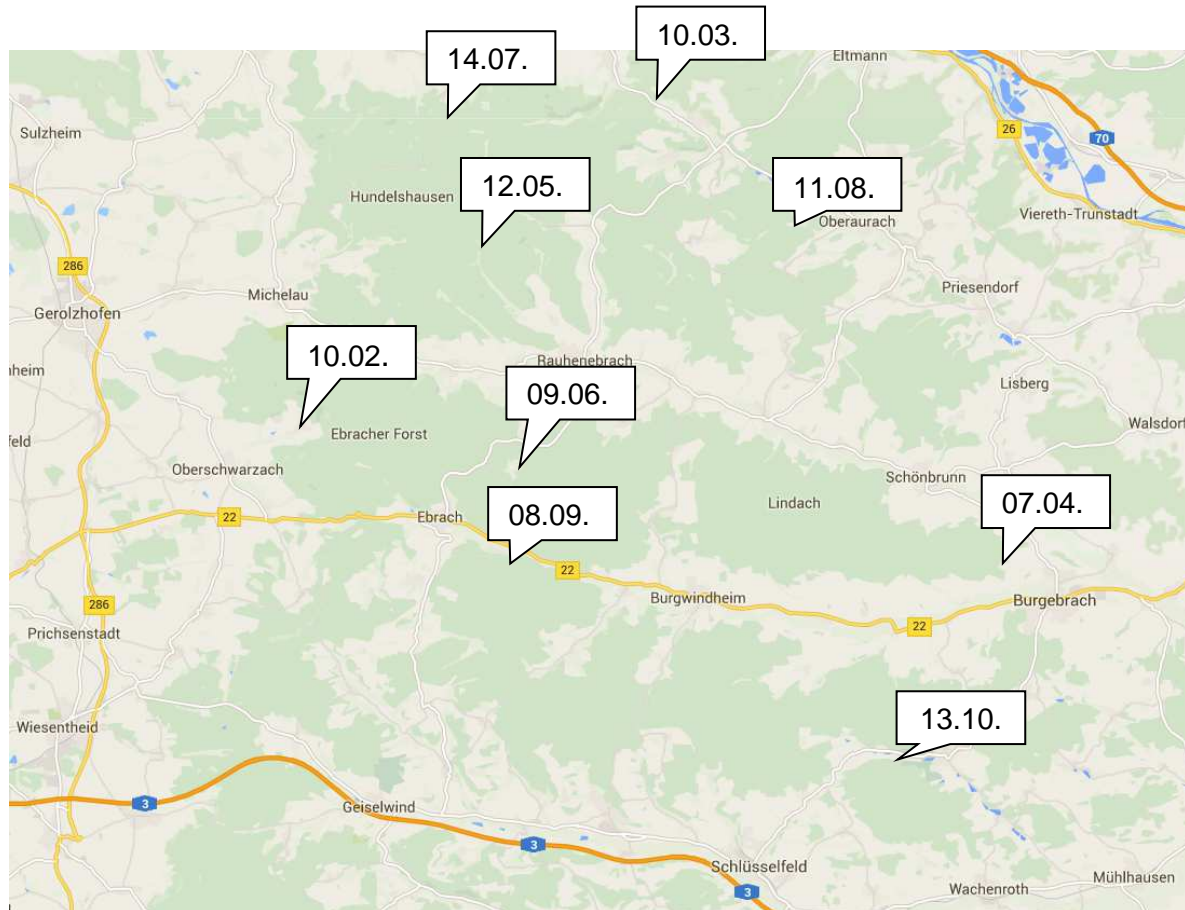 10.03.
14.07.
Eltmann
Sulzheim
26
70
12.05.
11.08.
Hundelshausen
Oberaurach
Viereth-Trunstadt
286
Michelau
Priesendorf
Gerolzhofen
10.02.
Rauhenebrach
nheim
09.06.
Lisberg
Walsdorf
feld
Ebracher Forst
Oberschwarzach
Schönbrunn
Lindach
07.04.
08.09.
22
Ebrach
22
286
Burgwindheim
Burgebrach
22
Prichsenstadt
13.10.
Wiesentheid
3
Geiselwind
3
Schlüsselfeld
Mühlhausen
3
Wachenroth